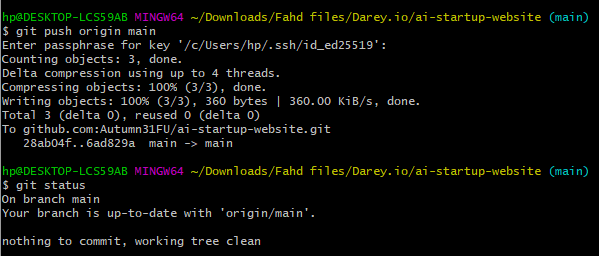 hp@DESKTOP-LCS59AB MINGW64 ~/Downloads/Fahd files/Darey.io/ai-startup-website (main)
$ git push origin main
Enter passphrase for key '/c/Users/hp/.ssh/id_ed25519':
Counting objects: 3, done.
Delta compression using up to 4 threads.
Compressing objects: 100% (3/3), done.
Writing objects: 100% (3/3), 360 bytes | 360.00 KiB/s, done.
Total 3 (delta 0), reused 0 (delta 0)
To github.com:Autumn31FU/ai-startup-website.git
   28ab04f..6ad829a  main -> main

hp@DESKTOP-LCS59AB MINGW64 ~/Downloads/Fahd files/Darey.io/ai-startup-website (main)
$ git status
On branch main
Your branch is up-to-date with 'origin/main'.

nothing to commit, working tree clean